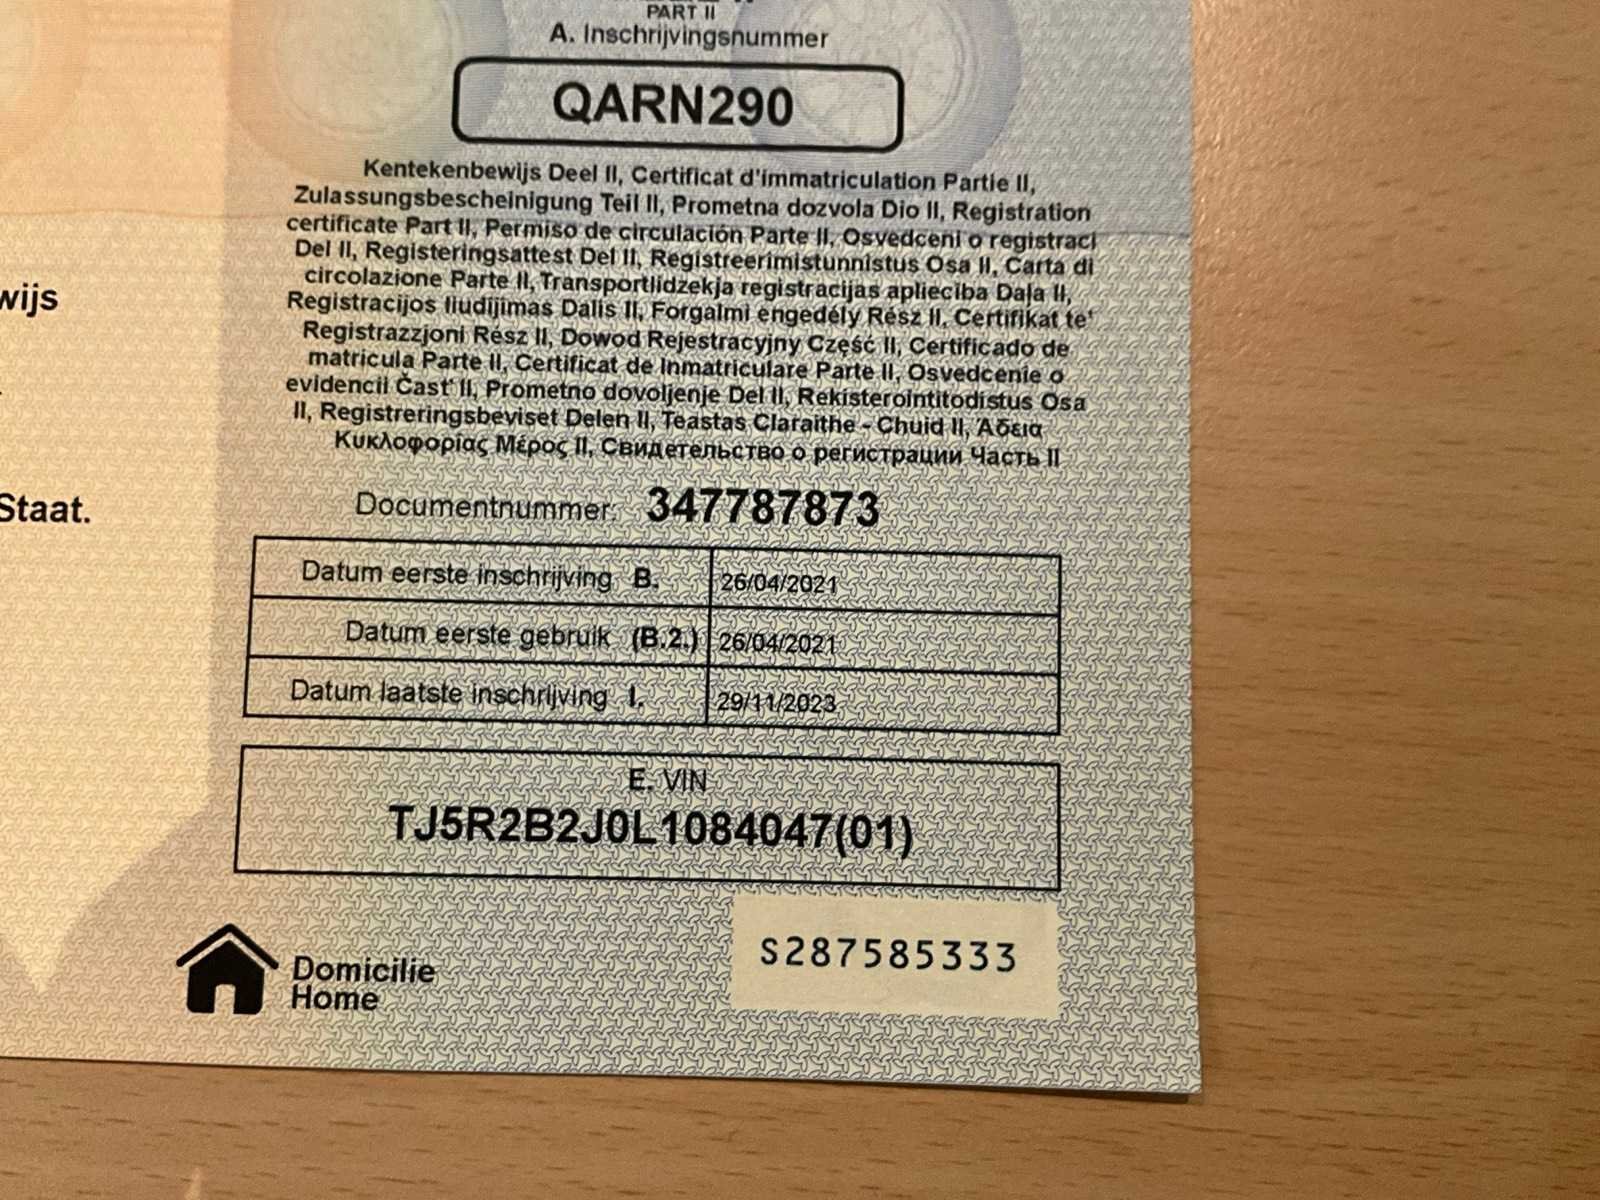 PART II
A. Inschrijvingsnummer
QARN290
Kentekenbewijs Deel II, Certificat d'immatriculation Partie II,
Zulassungsbescheinigung Teil II, Prometna dozvola Dio II, Registration
certificate Part II, Permiso de circulación Parte II, Osvedceni o registraci
Del II, Registeringsattest Del II, Registreerimistunnistus Osa II, Carta di
circolazione Parte II, Transportlidzekja registracijas aplieciba Daļa II,
Registracijos liudijimas Dalis II, Forgalmi engedély Rész II, Certifikat te'
Registrazzjoni Rész II, Dowod Rejestracyjny Część II, Certificado de
matricula Parte II, Certificat de Inmatriculare Parte II, Osvedcenie o
evidencii Čast' II, Prometno dovoljenje Del II, Rekisterointitodistus Osa
II, Registreringsbeviset Delen II, Teastas Claraithe - Chuid II, Άδεια
Κυκλοφορίας Μέρος II, Свидетельство о регистрации Часть II
wijs
Staat.
Documentnummer: 347787873
Datum eerste inschrijving B. 26/04/2021
Datum eerste gebruik (B.2.) 26/04/2021
Datum laatste inschrijving I. 29/11/2023
E. VIN
TJ5R2B2J0L1084047(01)
Domicilie
Home
S287585333